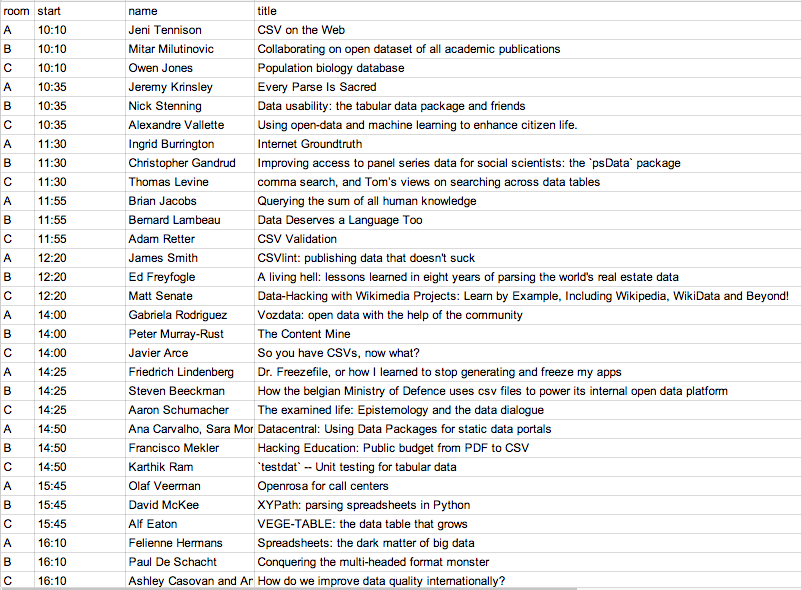 room start name title
A 10:10 Jeni Tennison CSV on the Web
B 10:10 Mitar Milutinovic Collaborating on open dataset of all academic publications
C 10:10 Owen Jones Population biology database
A 10:35 Jeremy Krinsley Every Parse Is Sacred
B 10:35 Nick Stenning Data usability: the tabular data package and friends
C 10:35 Alexandre Vallette Using open-data and machine learning to enhance citizen life.
A 11:30 Ingrid Burrington Internet Groundtruth
B 11:30 Christopher Gandrud Improving access to panel series data for social scientists: the `psData` package
C 11:30 Thomas Levine comma search, and Tom's views on searching across data tables
A 11:55 Brian Jacobs Querying the sum of all human knowledge
B 11:55 Bernard Lambeau Data Deserves a Language Too
C 11:55 Adam Retter CSV Validation
A 12:20 James Smith CSVlint: publishing data that doesn't suck
B 12:20 Ed Freyfogle A living hell: lessons learned in eight years of parsing the world's real estate data
C 12:20 Matt Senate Data-Hacking with Wikimedia Projects: Learn by Example, Including Wikipedia, WikiData and Beyond!
A 14:00 Gabriela Rodriguez Vozdata: open data with the help of the community
B 14:00 Peter Murray-Rust The Content Mine
C 14:00 Javier Arce So you have CSVs, now what?
A 14:25 Friedrich Lindenberg Dr. Freezefile, or how I learned to stop generating and freeze my apps
B 14:25 Steven Beeckman How the belgian Ministry of Defence uses csv files to power its internal open data platform
C 14:25 Aaron Schumacher The examined life: Epistemology and the data dialogue
A 14:50 Ana Carvalho, Sara Mor Datacentral: Using Data Packages for static data portals
B 14:50 Francisco Mekler Hacking Education: Public budget from PDF to CSV
C 14:50 Karthik Ram `testdat` -- Unit testing for tabular data
A 15:45 Olaf Veerman Openrosa for call centers
B 15:45 David McKee XYPath: parsing spreadsheets in Python
C 15:45 Alf Eaton VEGE-TABLE: the data table that grows
A 16:10 Felienne Hermans Spreadsheets: the dark matter of big data
B 16:10 Paul De Schacht Conquering the multi-headed format monster
C 16:10 Ashley Casovan and Ar How do we improve data quality internationally?